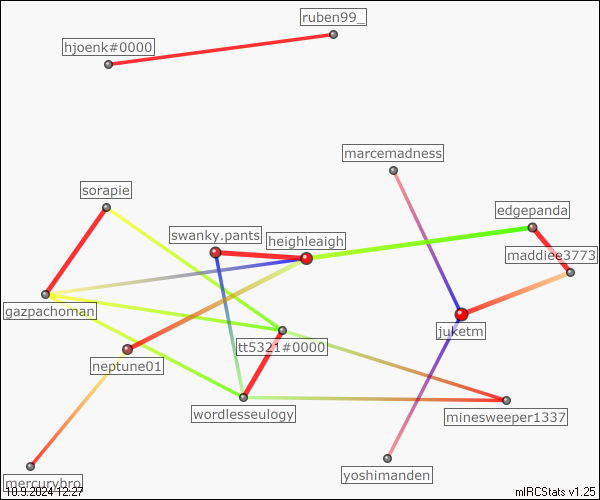 ruben99_
hjoenk#0000
marcemadness
sorapie
edgepanda
swanky.pants
heighleaigh
maddiee3773
gazpachoman
juketm
tt5321#0000
neptune01
wordlesseulogy
minesweeper1337
yoshimanden
mercurybro
10.9.2024 12:27
mIRCStats v1.25